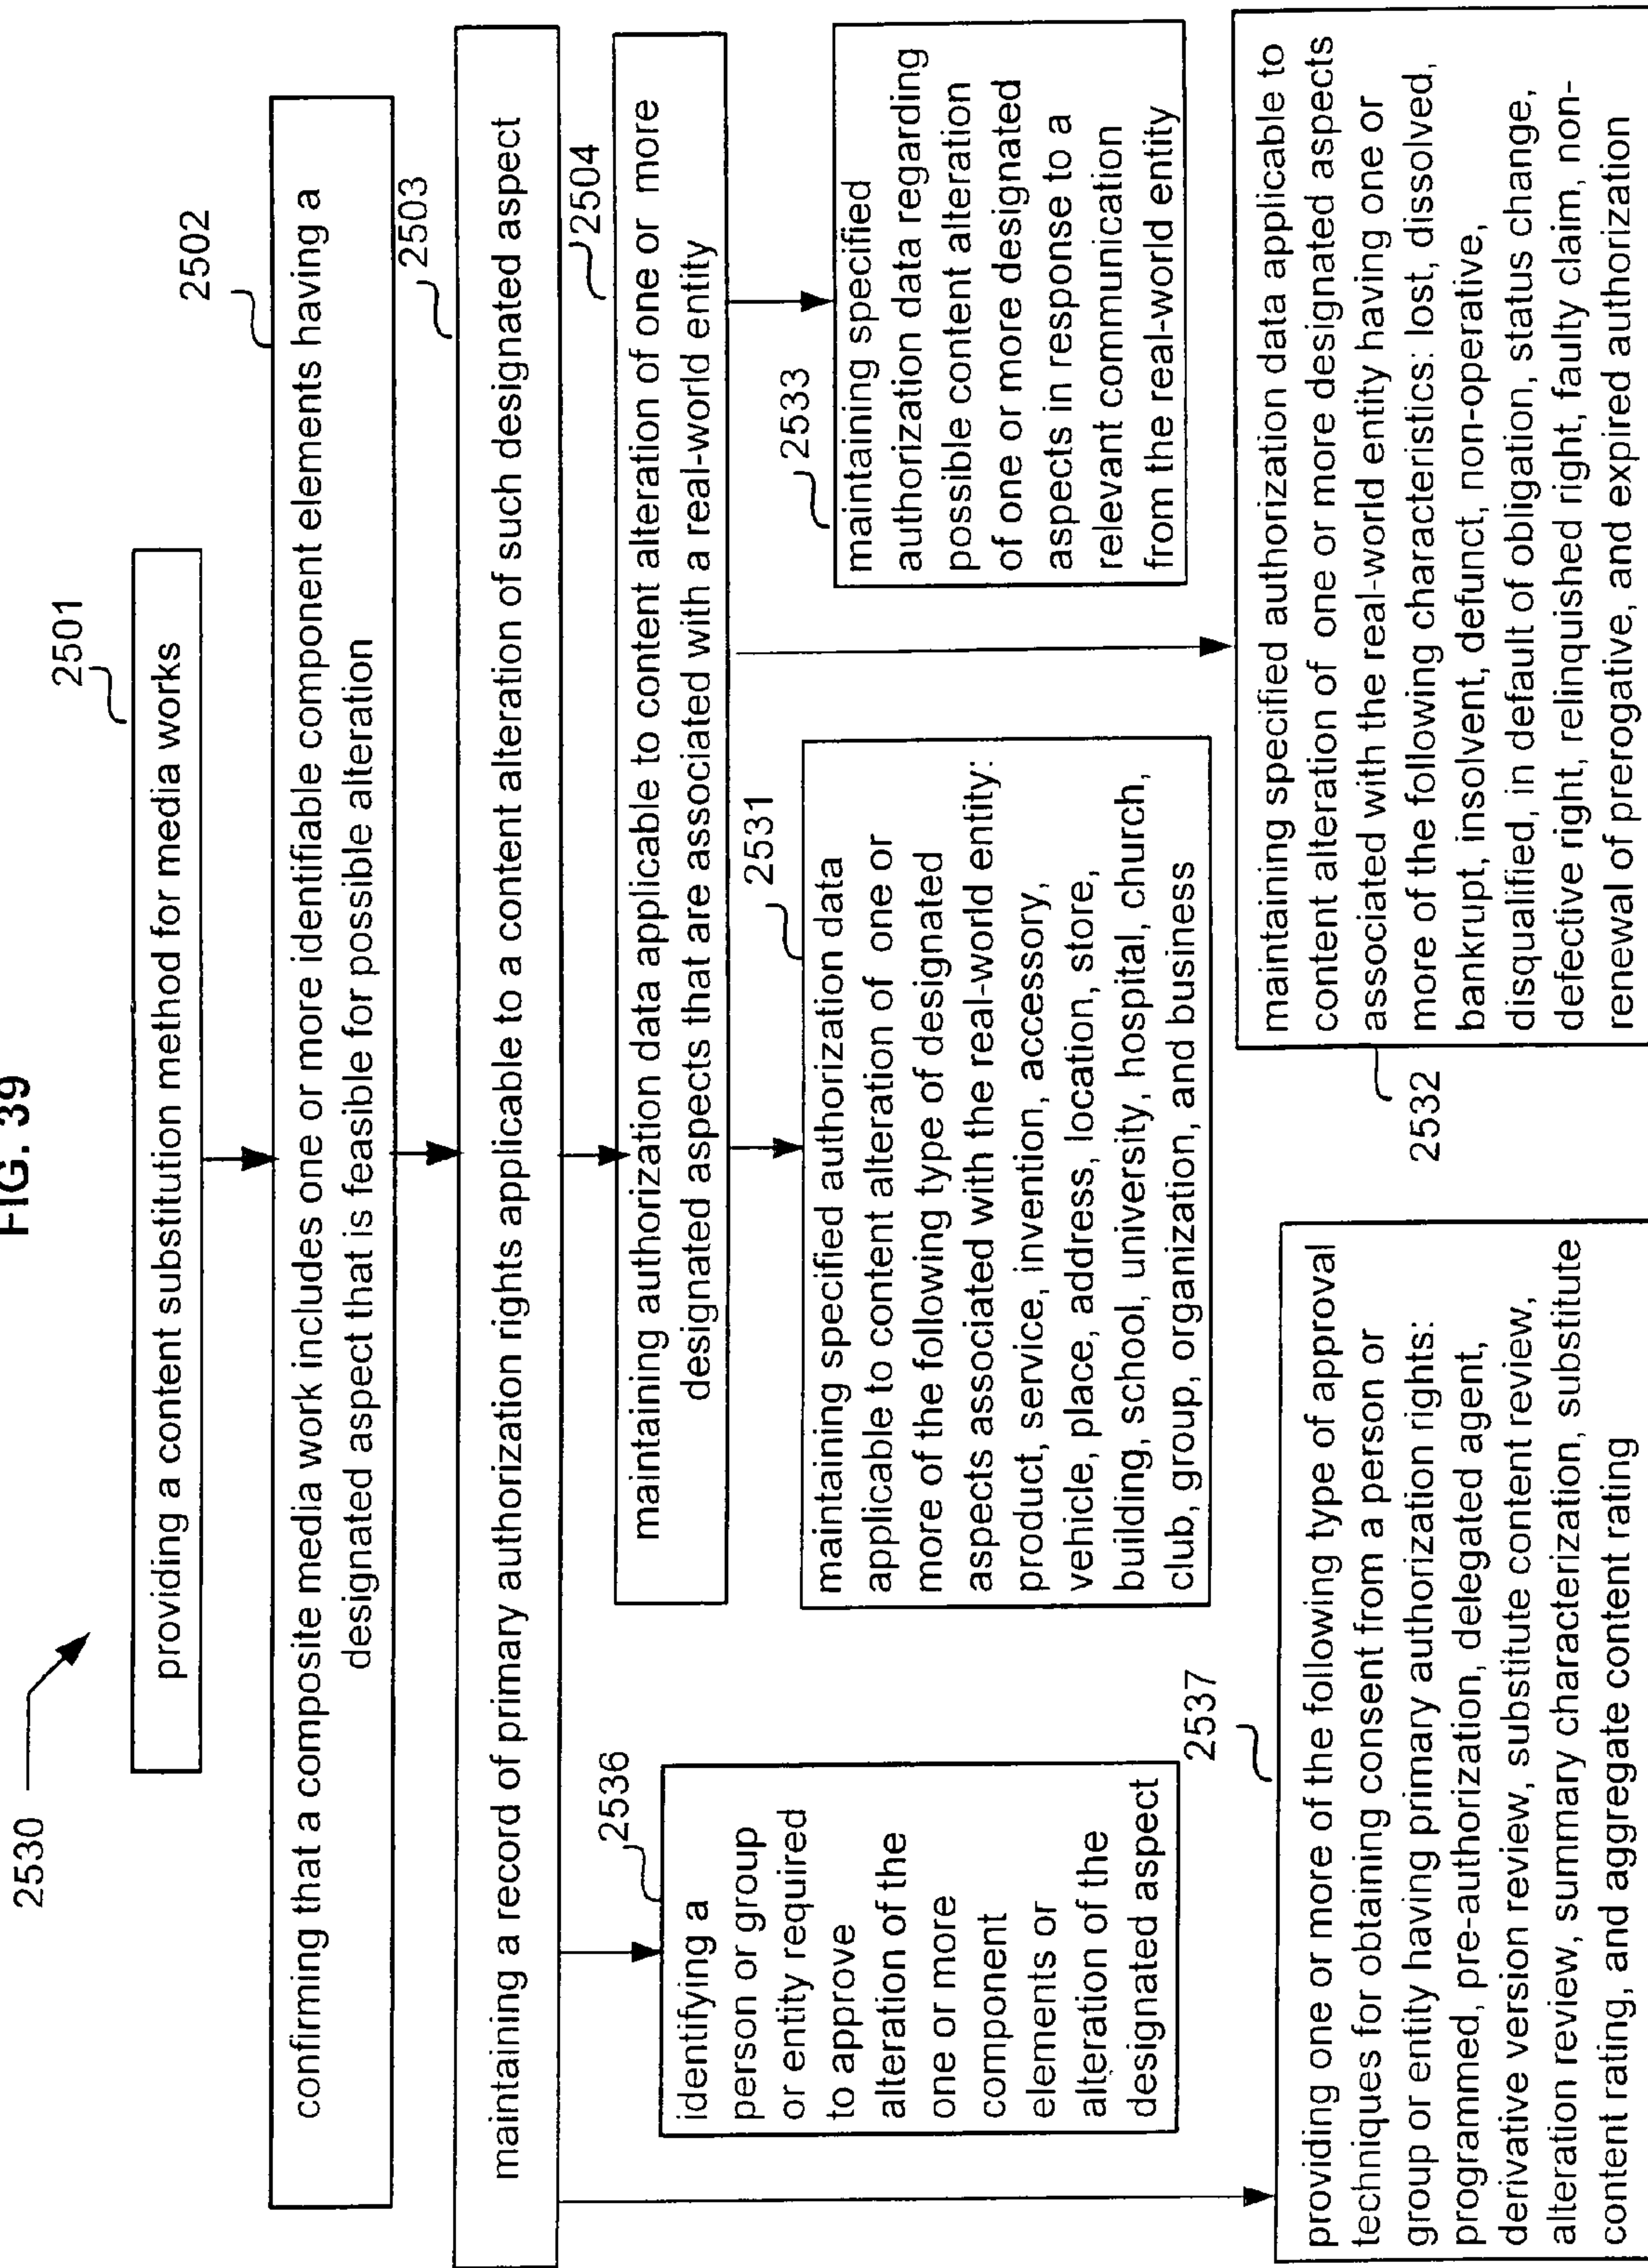 FIG. 39
2530
2501
providing a content substitution method for media works
2502
confirming that a composite media work includes one or more identifiable component elements having a
designated aspect that is feasible for possible alteration
2503
maintaining a record of primary authorization rights applicable to a content alteration of such designated aspect
2504
maintaining authorization data applicable to content alteration of one or more
designated aspects that are associated with a real-world entity
2536
identifying a
person or group
or entity required
to approve
alteration of the
one or more
component
elements or
alteration of the
designated aspect
2531
maintaining specified authorization data
applicable to content alteration of one or
more of the following type of designated
aspects associated with the real-world entity:
product, service, invention, accessory,
vehicle, place, address, location, store,
building, school, university, hospital, church,
club, group, organization, and business
2533
maintaining specified
authorization data regarding
possible content alteration
of one or more designated
aspects in response to a
relevant communication
from the real-world entity
2537
providing one or more of the following type of approval
techniques for obtaining consent from a person or
group or entity having primary authorization rights:
programmed, pre-authorization, delegated agent,
derivative version review, substitute content review,
alteration review, summary characterization, substitute
content rating, and aggregate content rating
2532
maintaining specified authorization data applicable to
content alteration of one or more designated aspects
associated with the real-world entity having one or
more of the following characteristics: lost, dissolved,
bankrupt, insolvent, defunct, non-operative,
disqualified, in default of obligation, status change,
defective right, relinquished right, faulty claim, non-
renewal of prerogative, and expired authorization